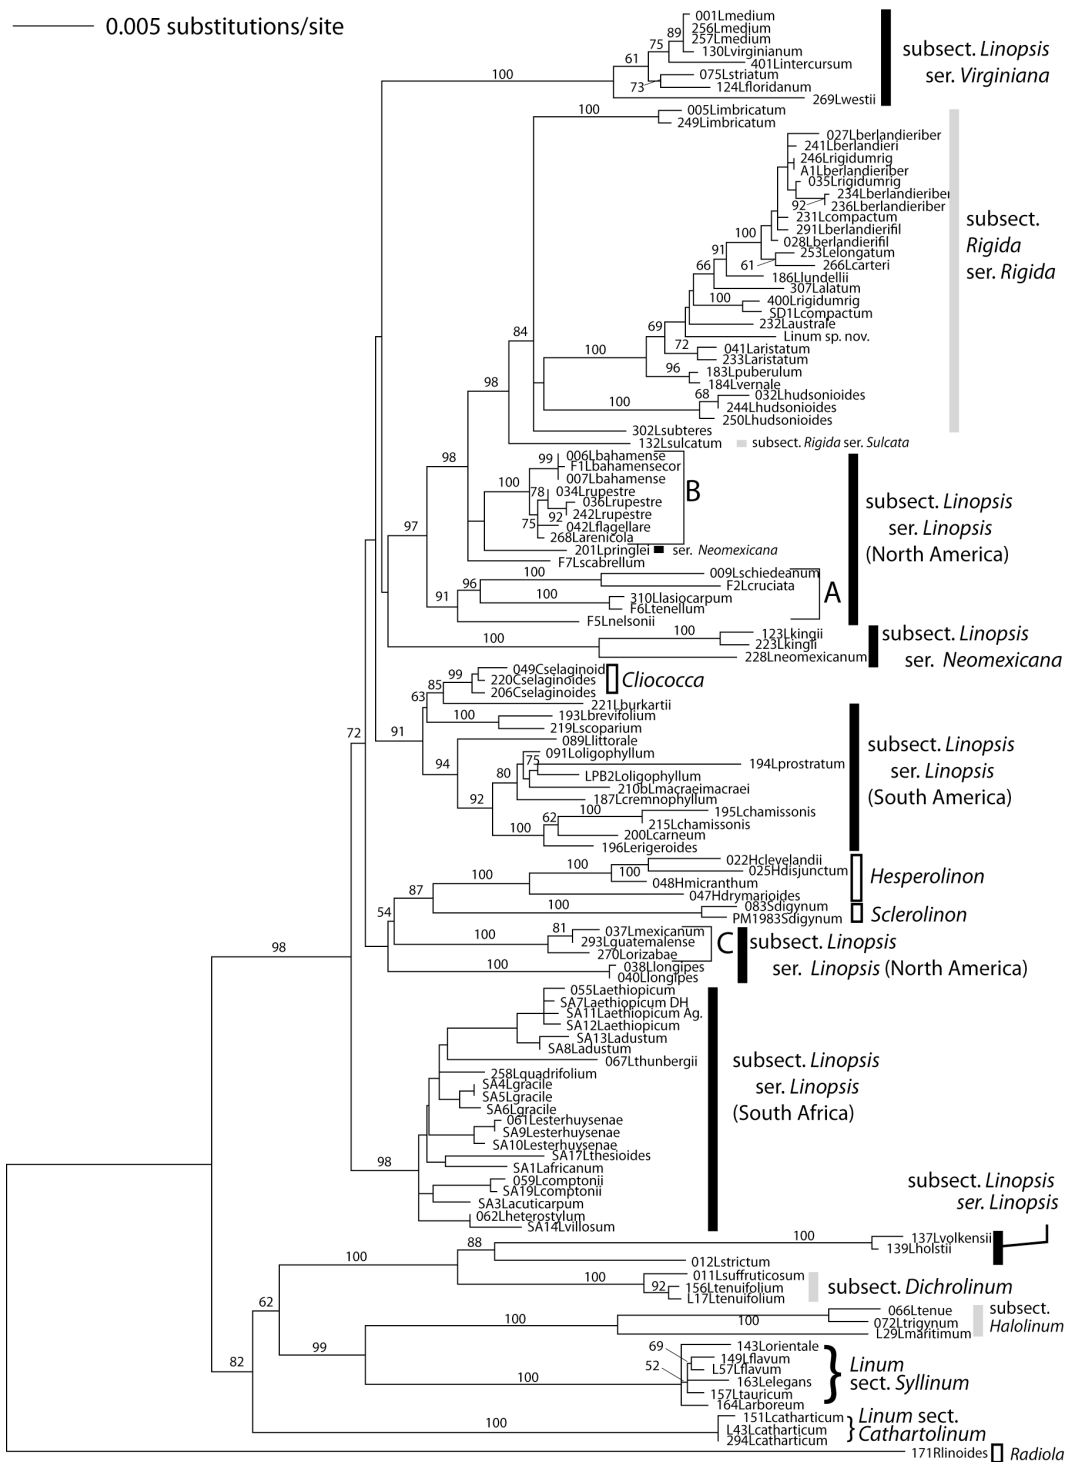 0.005 substitutions/site
001Lmedium
256Lmedium
257Lmedium
130Lvirginianum
401Lintercursum
075Lstriatum
124Lfloridanum
269Lwestii
89
75
61
73
100
subsect. Linopsis
ser. Virginiana
005Limbricatum
249Limbricatum
100
027Lberlandieriber
241Lberlandieri
246Lrigidumrig
A1Lberlandieriber
035Lrigidumrig
234Lberlandieriber
236Lberlandieriber
231Lcompactum
291Lberlandierifil
028Lberlandierifil
253Lelongatum
266Lcarteri
186Llundellii
307Lalatum
400Lrigidumrig
SD1Lcompactum
232Laustrale
Linum sp. nov.
041Laristatum
233Laristatum
183Lpuberulum
184Lvernale
032Lhudsonioides
244Lhudsonioides
250Lhudsonioides
302Lsubteres
92
100
91
61
66
100
69
72
84
100
96
68
100
98
subsect.
Rigida
ser. Rigida
132Lsulcatum
subsect. Rigida ser. Sulcata
006Lbahamense
F1Lbahamensecor
007Lbahamense
034Lrupestre
036Lrupestre
242Lrupestre
042Lflagellare
268Larenicola
99
98
100
78
92
75
B
201Lpringlei
ser. Neomexicana
F7Lscabrellum
009Lschiedeanum
F2Lcruciata
310Llasiocarpum
F6Ltenellum
F5Lnelsonii
97
100
96
100
91
A
subsect. Linopsis
ser. Linopsis
(North America)
123Lkingii
223Lkingii
228Lneomexicanum
100
100
subsect. Linopsis
ser. Neomexicana
049Cselaginoid
220Cselaginoides
206Cselaginoides
99
85
63
Cliococca
221Lburkartii
193Lbrevifolium
219Lscoparium
089Llittorale
091Loligophyllum
194Lprostratum
LPB2Loligophyllum
210bLmacraeimacraei
187Lcremnophyllum
195Lchamissonis
215Lchamissonis
200Lcarneum
196Lerigeroides
100
72
91
94
75
80
92
100
62
100
subsect. Linopsis
ser. Linopsis
(South America)
022Hclevelandii
025Hdisjunctum
048Hmicranthum
047Hdrymarioides
100
100
100
87
Hesperolinon
083Sdigynum
PM1983Sdigynum
100
54
Sclerolinon
037Lmexicanum
293Lguatemalense
270Lorizabae
038Llongipes
040Llongipes
81
100
100
C
subsect. Linopsis
ser. Linopsis (North America)
98
055Laethiopicum
SA7Laethiopicum DH
SA11Laethiopicum Ag.
SA12Laethiopicum
SA13Ladustum
SA8Ladustum
067Lthunbergii
258Lquadrifolium
SA4Lgracile
SA5Lgracile
SA6Lgracile
061Lesterhuysenae
SA9Lesterhuysenae
SA10Lesterhuysenae
SA17Lthesioides
SA1Lafricanum
059Lcomptonii
SA19Lcomptonii
SA3Lacuticarpum
062Lheterostylum
SA14Lvillosum
98
subsect. Linopsis
ser. Linopsis
(South Africa)
subsect. Linopsis
ser. Linopsis
137Lvolkensii
139Lholstii
012Lstrictum
100
88
100
011Lsuffruticosum
156Ltenuifolium
L17Ltenuifolium
100
92
subsect. Dichrolinum
62
066Ltenue
072Ltrigynum
L29Lmaritimum
100
100
99
subsect.
Halolinum
82
143Lorientale
149Lflavum
L57Lflavum
163Lelegans
157Ltauricum
164Larboreum
69
52
100
Linum
sect. Syllinum
151Lcatharticum
L43Lcatharticum
294Lcatharticum
100
Linum sect.
Cathartolinum
171Rlinoides
Radiola